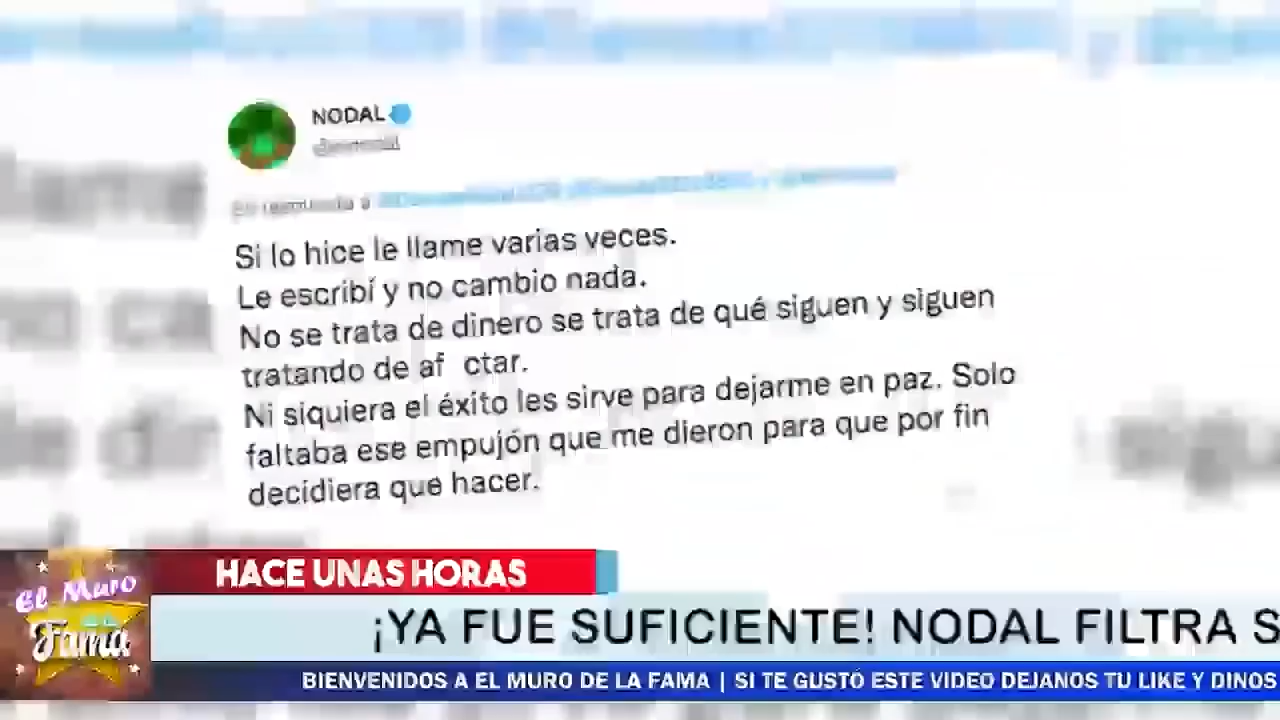 NODAL
Si lo hice le llame varias veces.
Le escribí y no cambio nada.
No se trata de dinero se trata de qué siguen y siguen
tratando de af ctar.
Ni siquiera el éxito les sirve para dejarme en paz. Solo
faltaba ese empujón que me dieron para que por fin
decidiera que hacer.
HACE UNAS HORAS
El Muro
Fama
¡YA FUE SUFICIENTE! NODAL FILTRA S
BIENVENIDOS A EL MURO DE LA FAMA | SI TE GUSTÓ ESTE VIDEO DEJANOS TU LIKE Y DINOS